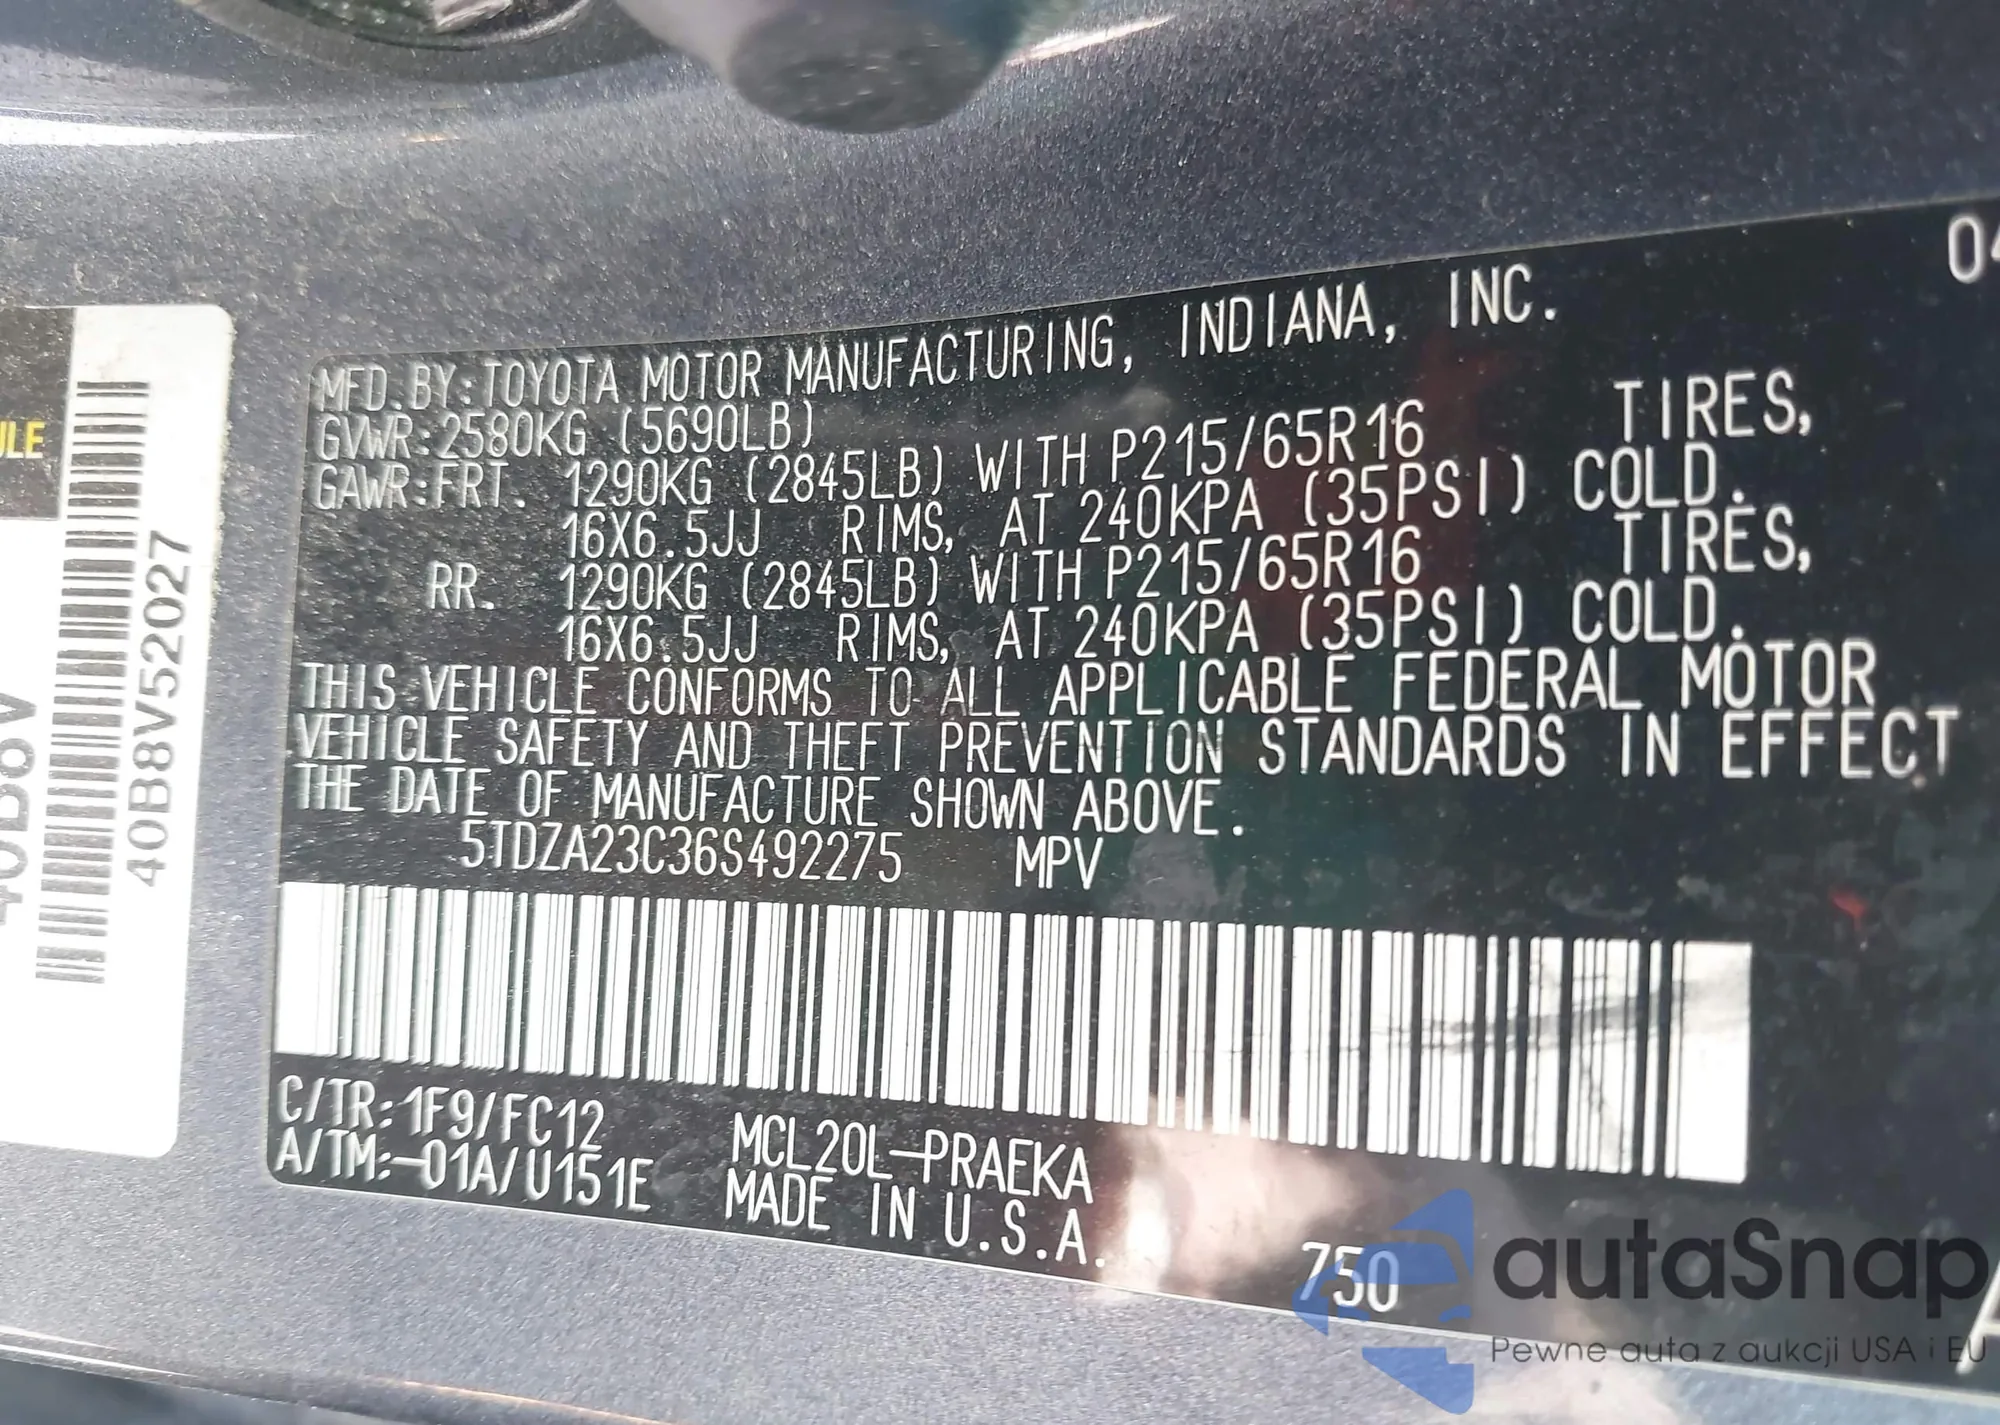 04
MFD. BY: TOYOTA MOTOR MANUFACTURING, INDIANA, INC.
GVWR: 2580KG (5690LB)
GAWR: FRT. 1290KG (2845LB) WITH P215/65R16 TIRES,
16X6.5JJ RIMS, AT 240KPA (35PSI) COLD.
RR. 1290KG (2845LB) WITH P215/65R16 TIRES,
16X6.5JJ RIMS, AT 240KPA (35PSI) COLD.
THIS VEHICLE CONFORMS TO ALL APPLICABLE FEDERAL MOTOR
VEHICLE SAFETY AND THEFT PREVENTION STANDARDS IN EFFECT
THE DATE OF MANUFACTURE SHOWN ABOVE.
5TDZA23C36S492275 MPV
C/TR: 1F9/FC12 MCL20L-PRAEKA
A/TM:-01A/U151E MADE IN U.S.A.
750
ULE
40B8V
40B8V52027
autaSnap
Pewne auta z aukcji USA i EU